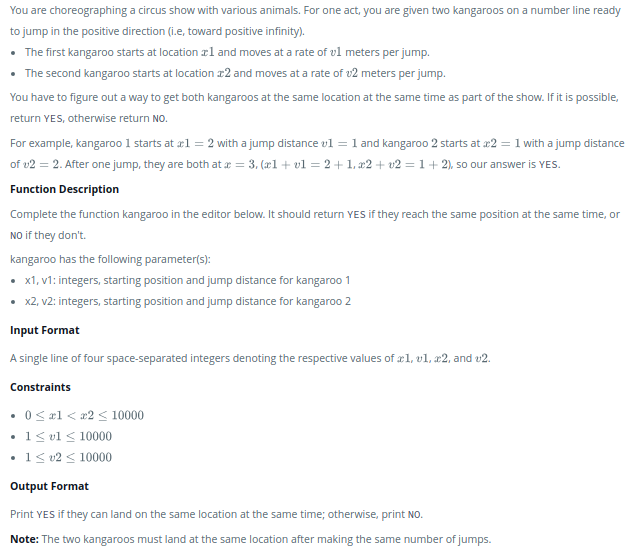 You are choreographing a circus show with various animals. For one act, you are given two kangaroos on a number line ready
to jump in the positive direction (i.e, toward positive infinity).
• The first kangaroo starts at location x1 and moves at a rate of v1 meters per jump.
• The second kangaroo starts at location x2 and moves at a rate of v2 meters per jump.
You have to figure out a way to get both kangaroos at the same location at the same time as part of the show. If it is possible,
return YES, otherwise return NO.
For example, kangaroo 1 starts at x1 = 2 with a jump distance v1 = 1 and kangaroo 2 starts at x2 = 1 with a jump distance
of v2 = 2. After one jump, they are both at x = 3, (x1 + v1 = 2 + 1, x2 + v2 = 1 + 2), so our answer is YES.
Function Description
Complete the function kangaroo in the editor below. It should return YES if they reach the same position at the same time, or
NO if they don't.
kangaroo has the following parameter(s):
• x1, v1: integers, starting position and jump distance for kangaroo 1
• x2, v2: integers, starting position and jump distance for kangaroo 2
Input Format
A single line of four space-separated integers denoting the respective values of x1, v1, x2, and v2.
Constraints
• 0 ≤ x1 < x2 ≤ 10000
• 1 ≤ v1 ≤ 10000
• 1 ≤ v2 ≤ 10000
Output Format
Print YES if they can land on the same location at the same time; otherwise, print NO.
Note: The two kangaroos must land at the same location after making the same number of jumps.